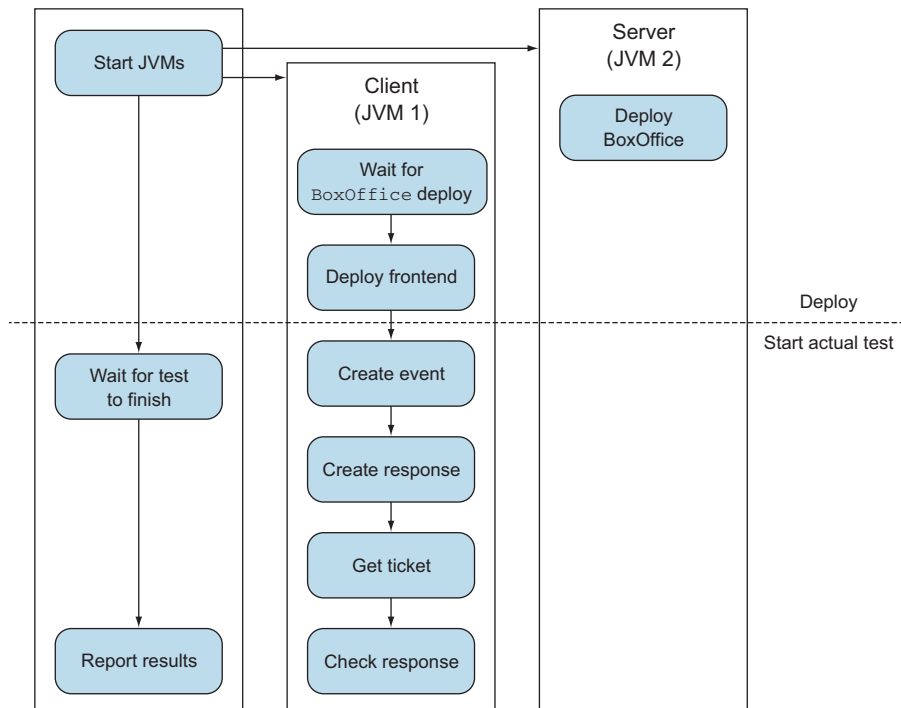 Start JVMs
Wait for test
to finish
Report results
Client
(JVM 1)
Wait for
BoxOffice deploy
Deploy frontend
Create event
Create response
Get ticket
Check response
Server
(JVM 2)
Deploy
BoxOffice
Deploy
Start actual test